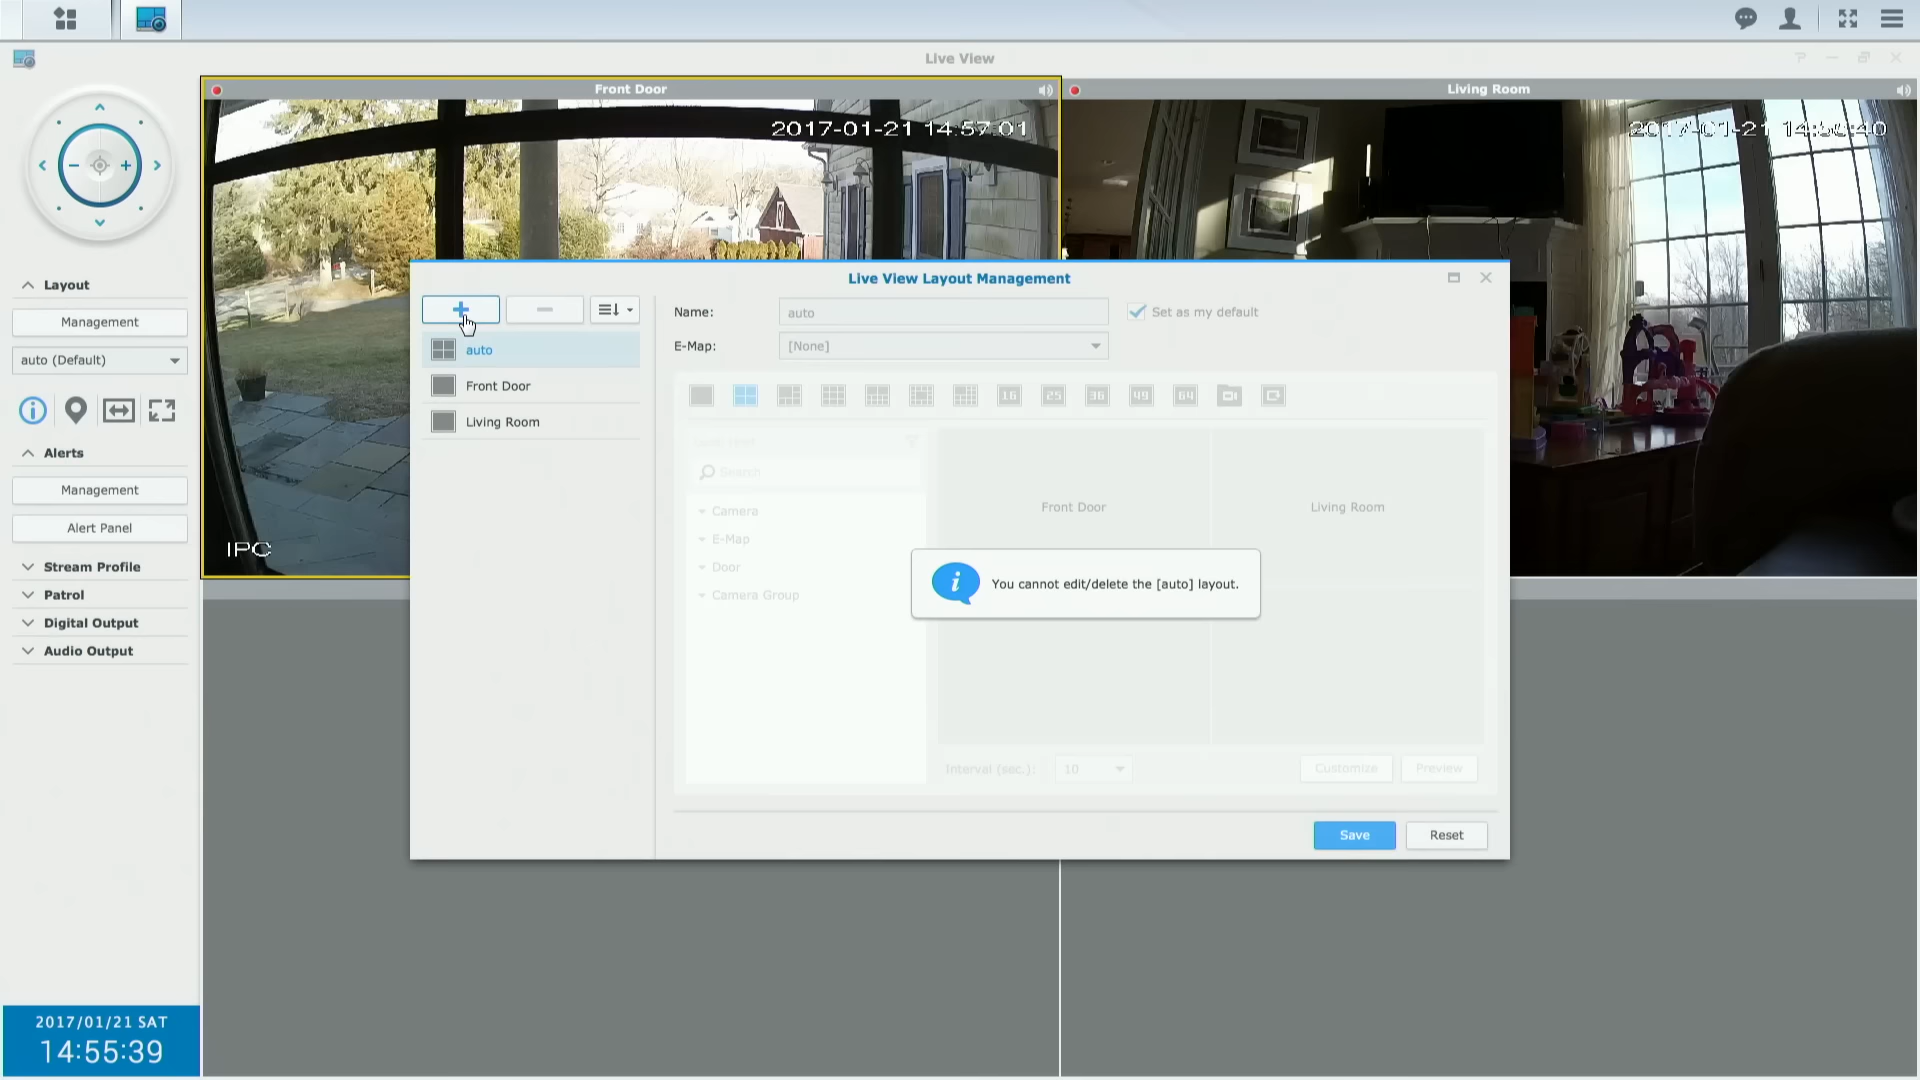 Live View
Front Door
Living Room
2017-01-21 14:57:01
2017-01-21
IPC
Layout
Management
auto (Default)
Alerts
Management
Alert Panel
Stream Profile
Patrol
Digital Output
Audio Output
2017/01/21 SAT
14:55:39
Live View Layout Management
auto
Front Door
Living Room
Name:
auto
Set as my default
E-Map:
[None]
16
25
36
49
64
Search
Camera
E-Map
Door
Camera Group
Front Door
Living Room
You cannot edit/delete the [auto] layout.
Interval (sec.):
10
Customize
Preview
Save
Reset